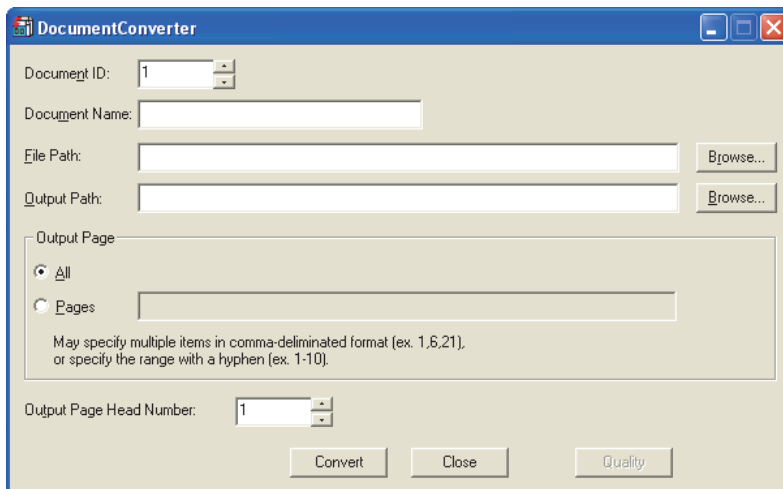 DocumentConverter
Document ID: 1
Document Name:
File Path: Browse...
Output Path: Browse...
Output Page
All
Pages
May specify multiple items in comma-deliminated format (ex. 1,6,21),
or specify the range with a hyphen (ex. 1-10).
Output Page Head Number: 1
Convert Close Quality